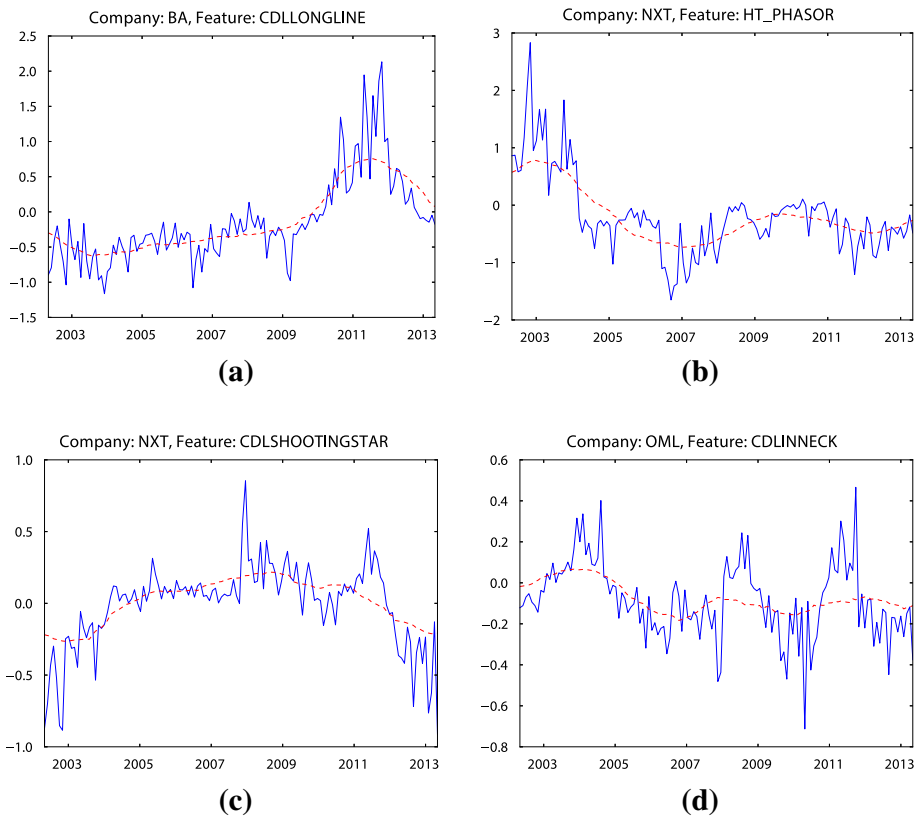 Company: BA, Feature: CDLLONGLINE
2.5
2.0
1.5
1.0
0.5
0.0
−0.5
−1.0
−1.5
2003 2005 2007 2009 2011 2013
(a)
Company: NXT, Feature: HT_PHASOR
3
2
1
0
−1
−2
2003 2005 2007 2009 2011 2013
(b)
Company: NXT, Feature: CDLSHOOTINGSTAR
1.0
0.5
0.0
−0.5
−1.0
2003 2005 2007 2009 2011 2013
(c)
Company: OML, Feature: CDLINNECK
0.6
0.4
0.2
0.0
−0.2
−0.4
−0.6
−0.8
2003 2005 2007 2009 2011 2013
(d)